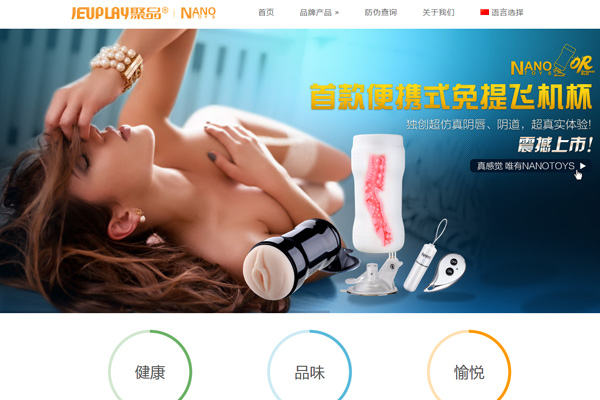 JEUPLAY聚品® NANO TOYS
首页 品牌产品 » 防伪查询 关于我们 语言选择
NANO TOYS OR
首款便携式免提飞机杯
独创超仿真阴唇、阴道，超真实体验!
震撼上市!
真感觉 唯有NANOTOYS
健康 品味 愉悦